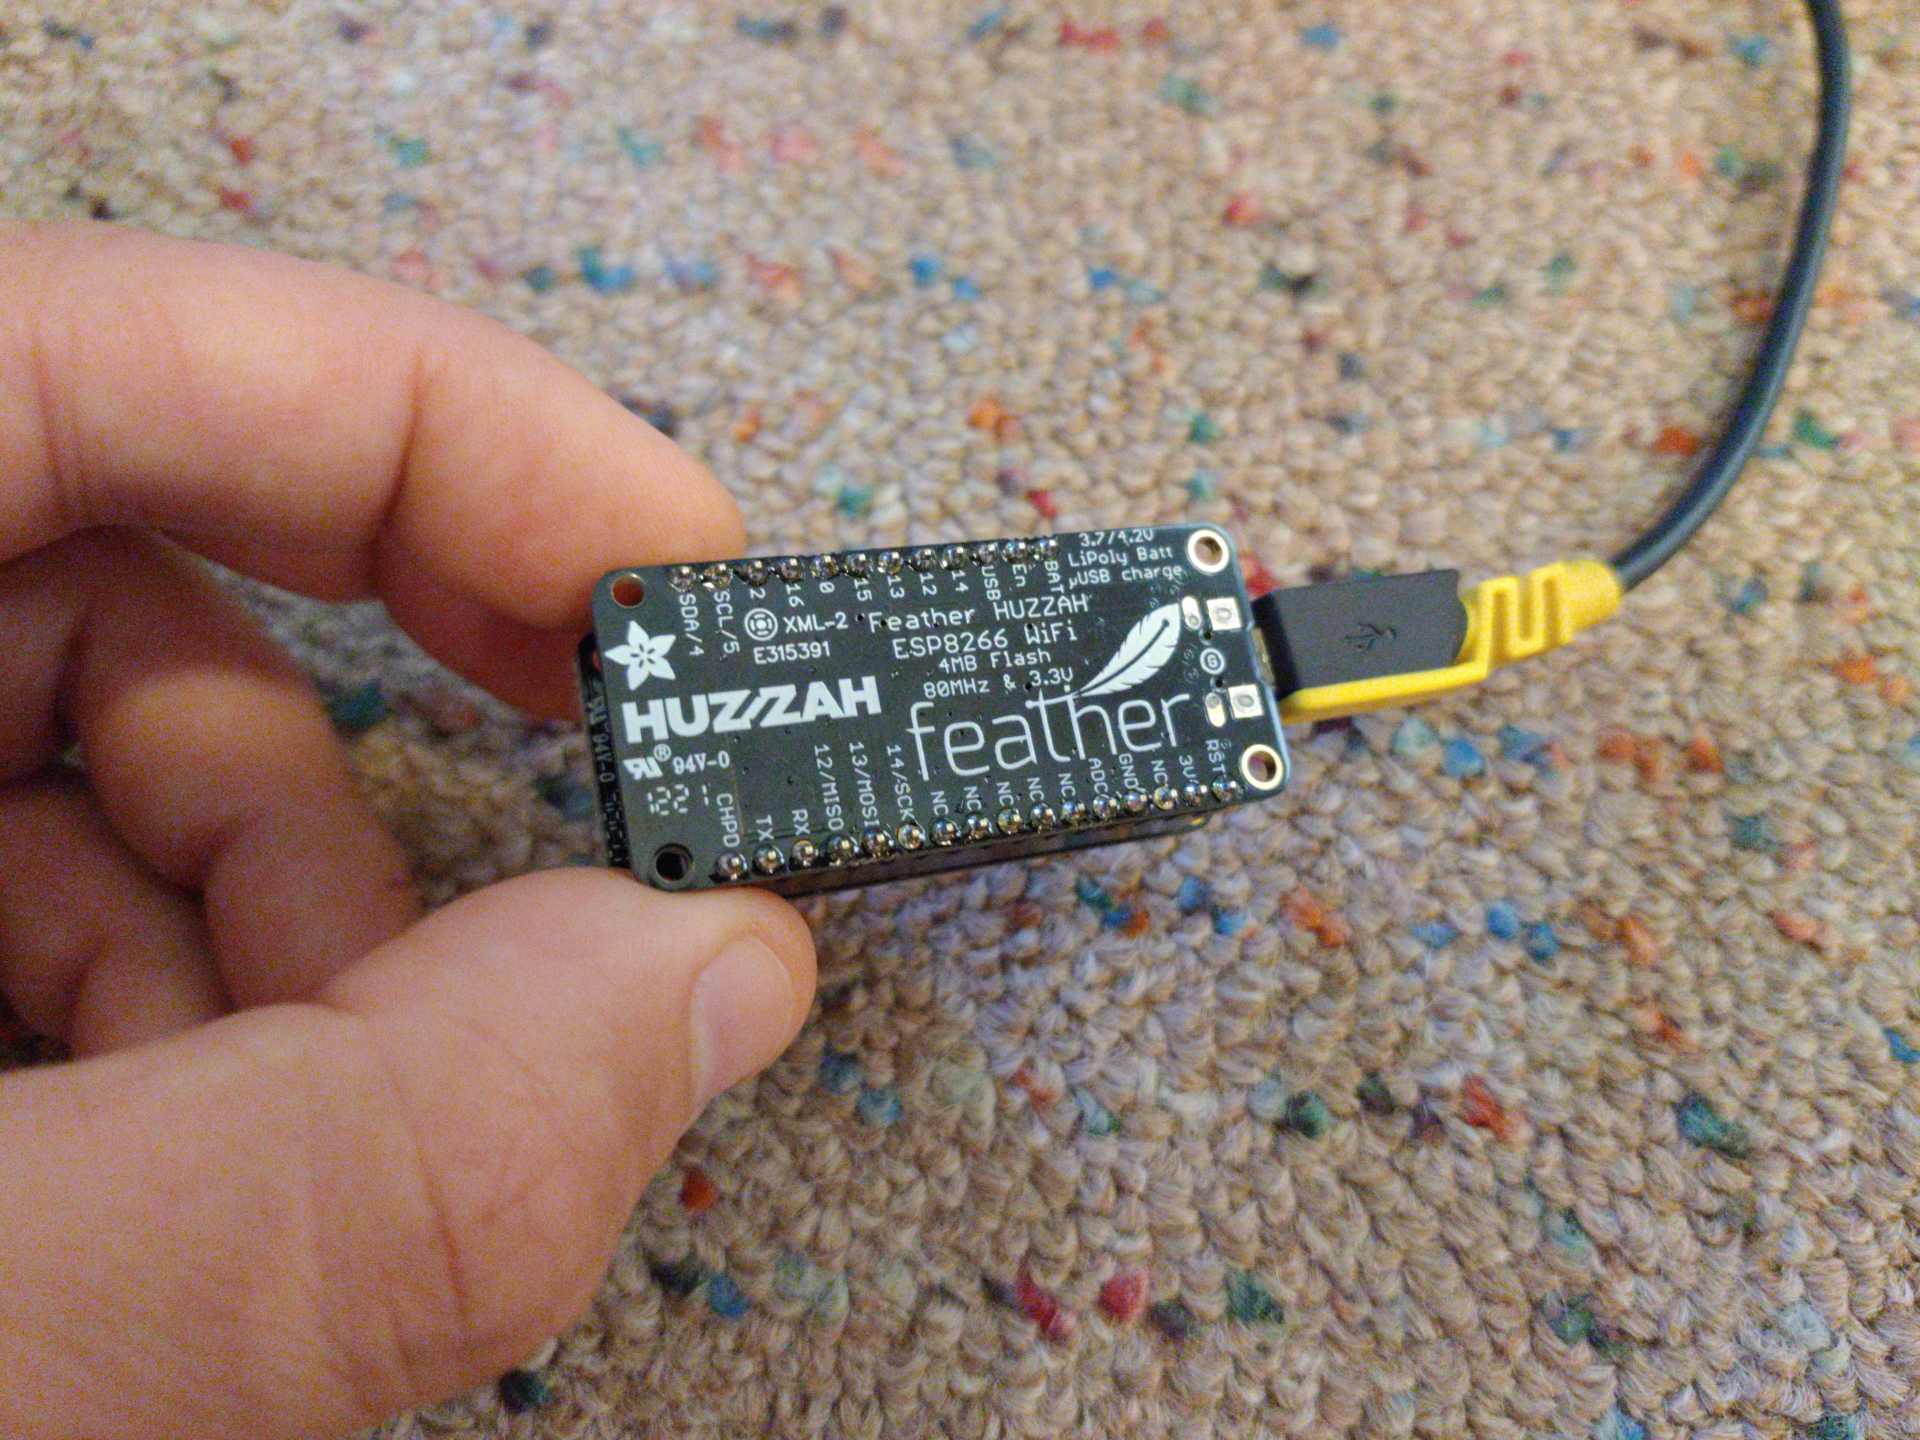 3.7/4.2V
LiPoly Batt
µUSB charge
SDA/4
SCL/5
2
16
0
15
13
12
14
USB
En
BAT
XML-2
E315391
Feather HUZZAH
ESP8266 WiFi
4MB Flash
80MHz & 3.3V
HUZZAH
feather
94V-0
CHPD
TX
RX
12/MISO
13/MOSI
14/SCK
NC
NC
NC
NC
NC
ADC
GND
NC
3V
RST
G